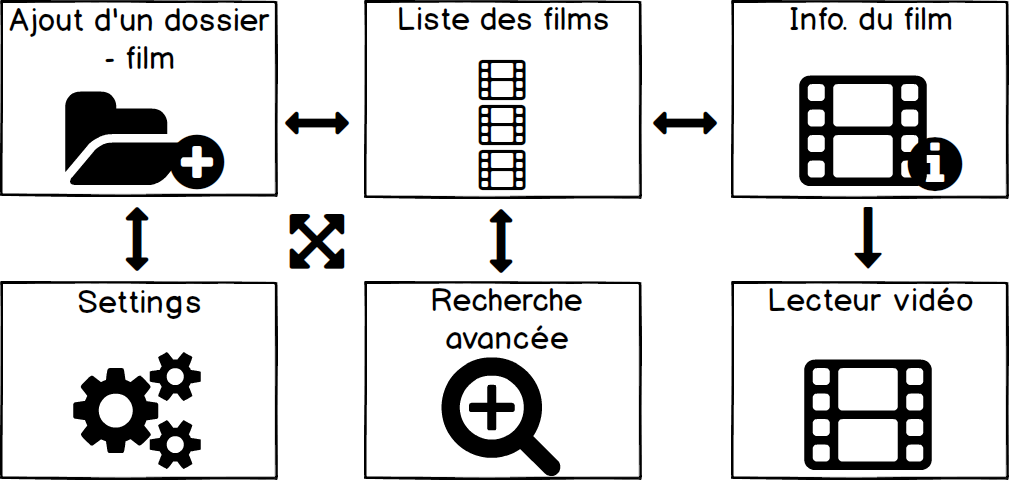 Ajout d'un dossier
- film
Liste des films
Info. du film
Settings
Recherche
avancée
Lecteur vidéo